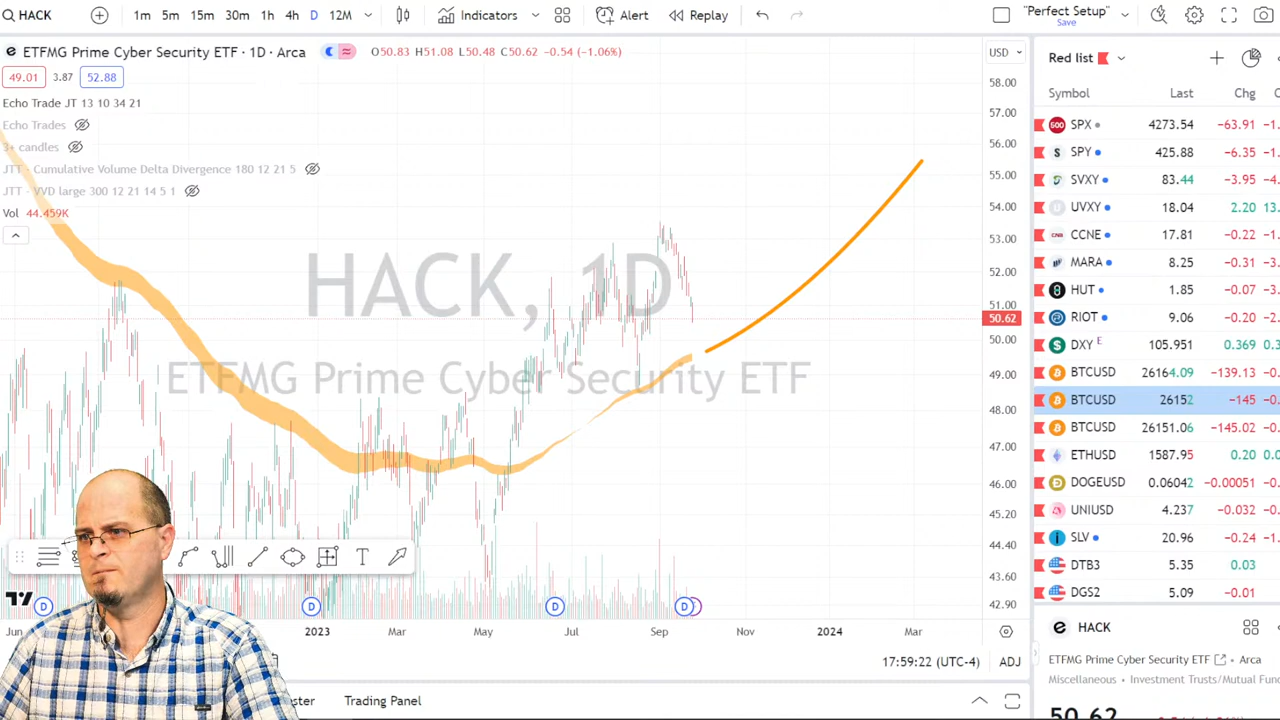 HACK 1m 5m 15m 30m 1h 4h D 12M Indicators Alert Replay "Perfect Setup"
Save
ETFMG Prime Cyber Security ETF · 1D · Arca O50.83 H51.08 L50.48 C50.62 −0.54 (−1.06%) USD
Red list
49.01 3.87 52.88
Symbol Last Chg
Echo Trade JT 13 10 34 21
Echo Trades
3+ candles
JTT - Cumulative Volume Delta Divergence 180 12 21 5
JTT - VVD large 300 12 21 14 5 1
Vol 44.459K
HACK, 1D
ETFMG Prime Cyber Security ETF
58.00
57.00
56.00
55.00
54.00
53.00
52.00
51.00
50.62
50.00
49.00
48.00
47.00
46.00
45.20
44.40
43.60
42.90
500 SPX 4273.54 −63.91
S SPY 425.88 −6.35
SVXY 83.44 −3.95
UVXY 18.04 2.20
CNR CCNE 17.81 −0.22
MARA 8.25 −0.31
HUT 1.85 −0.07
RIOT 9.06 −0.20
$ DXY E 105.951 0.369
BTCUSD 26164.09 −139.13
BTCUSD 26152 −145
BTCUSD 26151.06 −145.02
ETHUSD 1587.95 0.20
DOGEUSD 0.06042 −0.00051
UNIUSD 4.237 −0.032
SLV 20.96 −0.24
DTB3 5.35 0.03
DGS2 5.09 −0.01
T
D D D D
Jun 2023 Mar May Jul Sep Nov 2024 Mar
17:59:22 (UTC-4) ADJ
Trading Panel
e HACK
ETFMG Prime Cyber Security ETF • Arca
Miscellaneous • Investment Trusts/Mutual
50.62